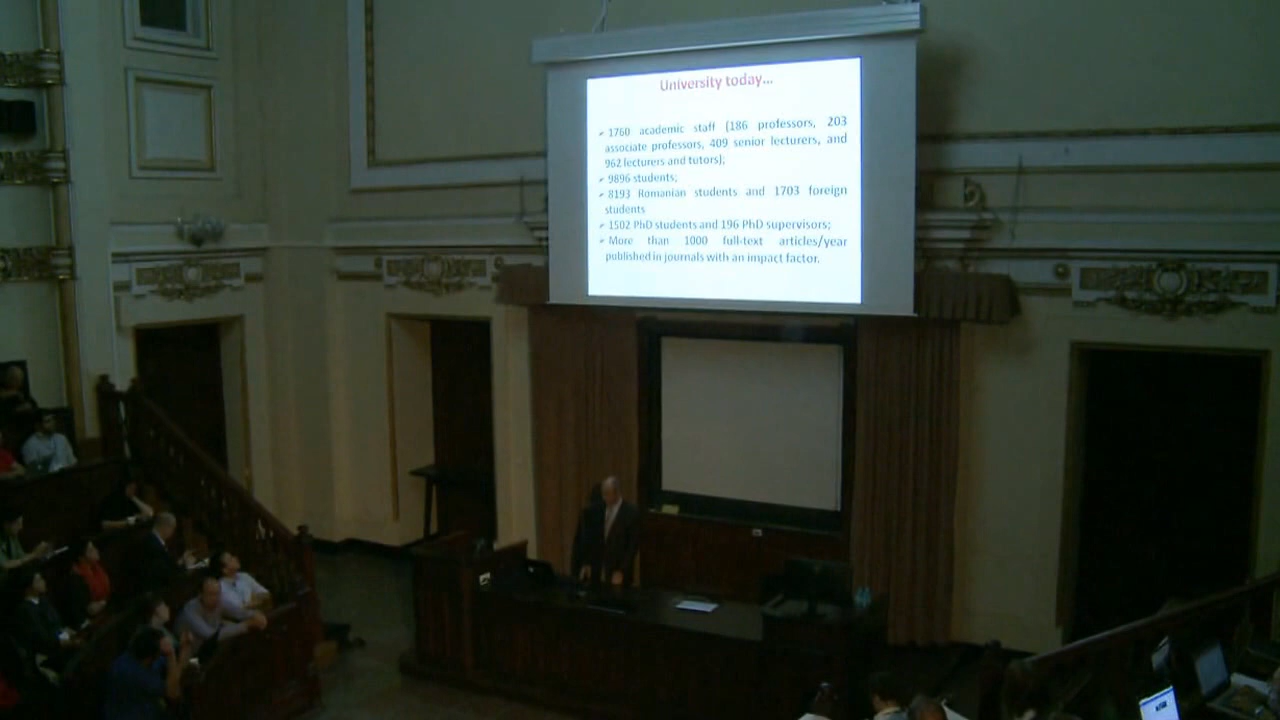 University today...
✓ 1760 academic staff (186 professors, 203
associate professors, 409 senior lecturers, and
962 lecturers and tutors);
✓ 9896 students;
✓ 8193 Romanian students and 1703 foreign
students
✓ 1502 PhD students and 196 PhD supervisors;
✓ More than 1000 full-text articles/year
published in journals with an impact factor.